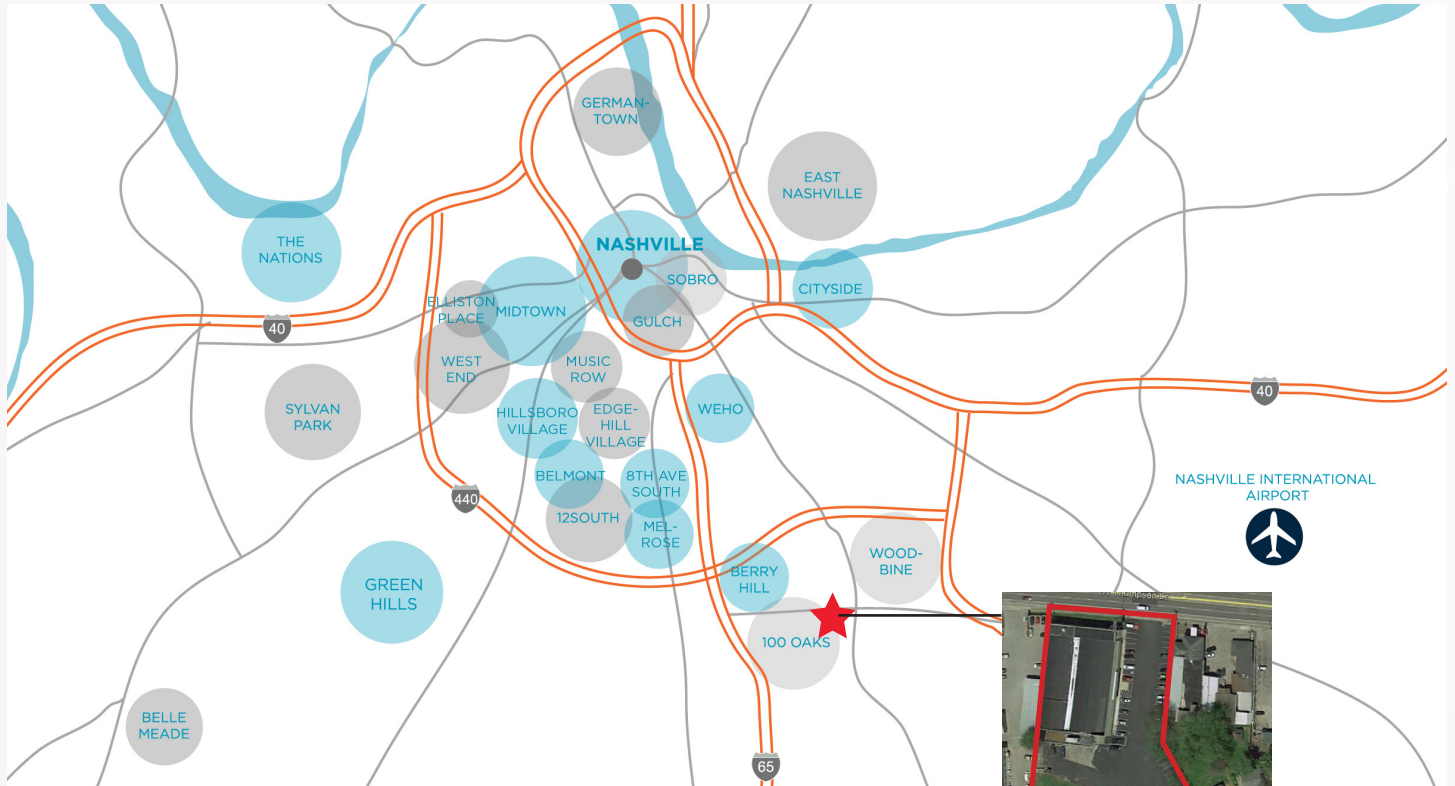 GERMAN-
TOWN
EAST
NASHVILLE
THE
NATIONS
NASHVILLE
SOBRO
CITYSIDE
ELLISTON
PLACE
MIDTOWN
GULCH
40
WEST
END
MUSIC
ROW
40
SYLVAN
PARK
HILLSBORO
VILLAGE
EDGE-
HILL
VILLAGE
WEHO
BELMONT
8TH AVE
SOUTH
NASHVILLE INTERNATIONAL
AIRPORT
440
12SOUTH
MEL-
ROSE
WOOD-
BINE
BERRY
HILL
GREEN
HILLS
100 OAKS
BELLE
MEADE
65